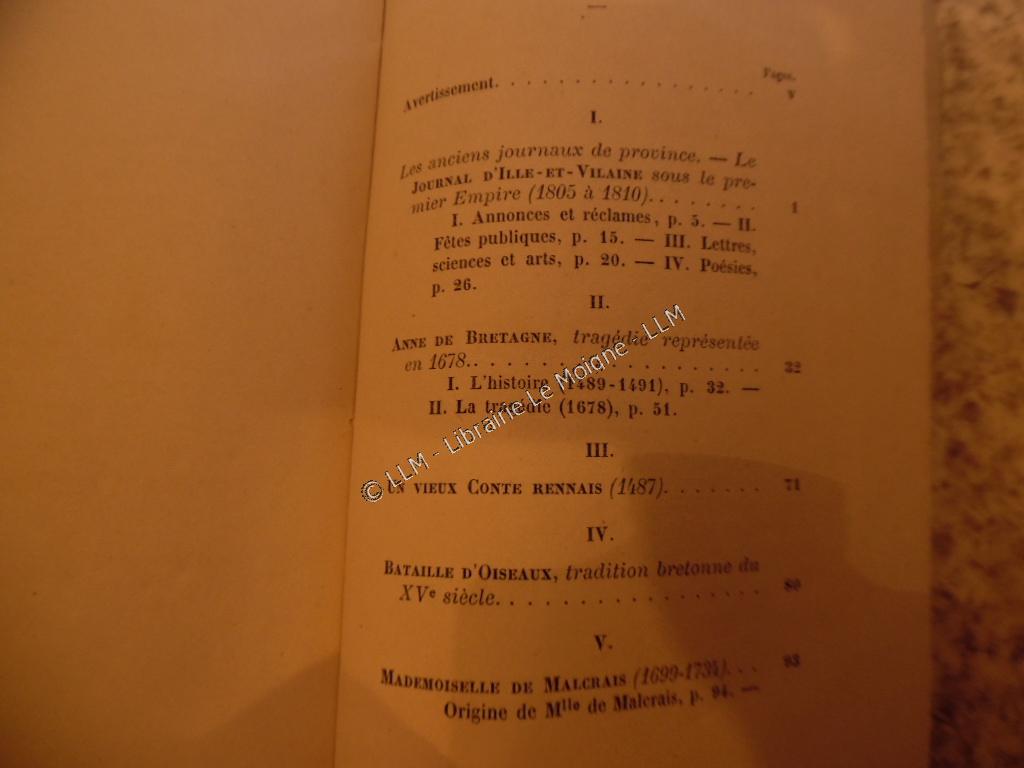 Pages.
Avertissement. . . . . . . . . . . . . . . . . . V
I.
Les anciens journaux de province. — Le
JOURNAL D'ILLE-ET-VILAINE sous le pre-
mier Empire (1805 à 1810). . . . . . . . . 1
I. Annonces et réclames, p. 5. — II.
Fêtes publiques, p. 15. — III. Lettres,
sciences et arts, p. 20. — IV. Poésies,
p. 26.
II.
ANNE DE BRETAGNE, tragédie représentée
en 1678. . . . . . . . . . . . . . . . . . . 32
I. L'histoire (1489-1491), p. 32. —
II. La tragédie (1678), p. 51.
III.
UN VIEUX CONTE RENNAIS (1487). . . . . . . . 71
IV.
BATAILLE D'OISEAUX, tradition bretonne du
XVe siècle. . . . . . . . . . . . . . . . . 80
V.
MADEMOISELLE DE MALCRAIS (1699-1734). . . 93
Origine de Mlle de Malcrais, p. 94. —
© LLM - Librairie Le Moigne - LLM